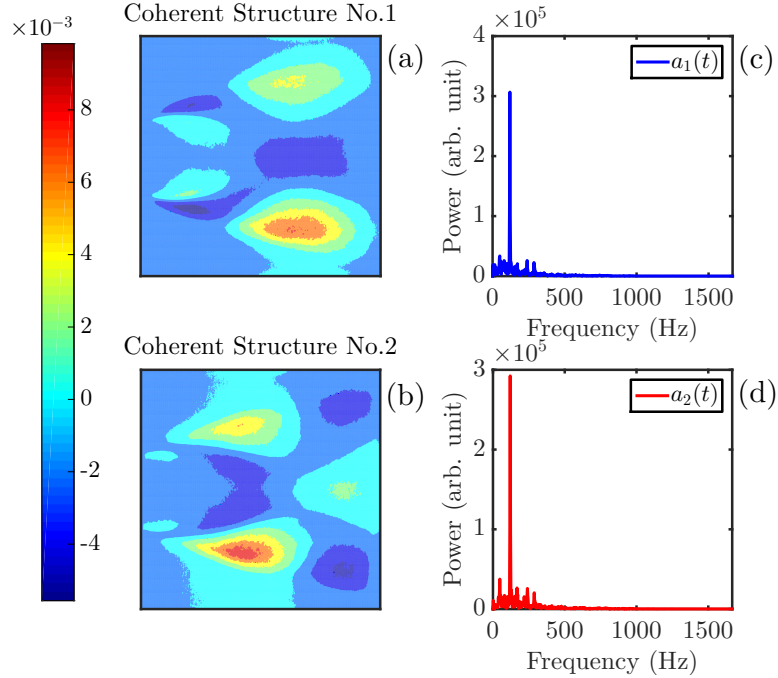 Coherent Structure No.1
×10⁻³
8
6
4
2
0
-2
-4
(a)
Coherent Structure No.2
(b)
×10⁵
4
3
2
1
0
Power (arb. unit)
a₁(t)
(c)
0 500 1000 1500
Frequency (Hz)
×10⁵
3
2
1
0
Power (arb. unit)
a₂(t)
(d)
0 500 1000 1500
Frequency (Hz)